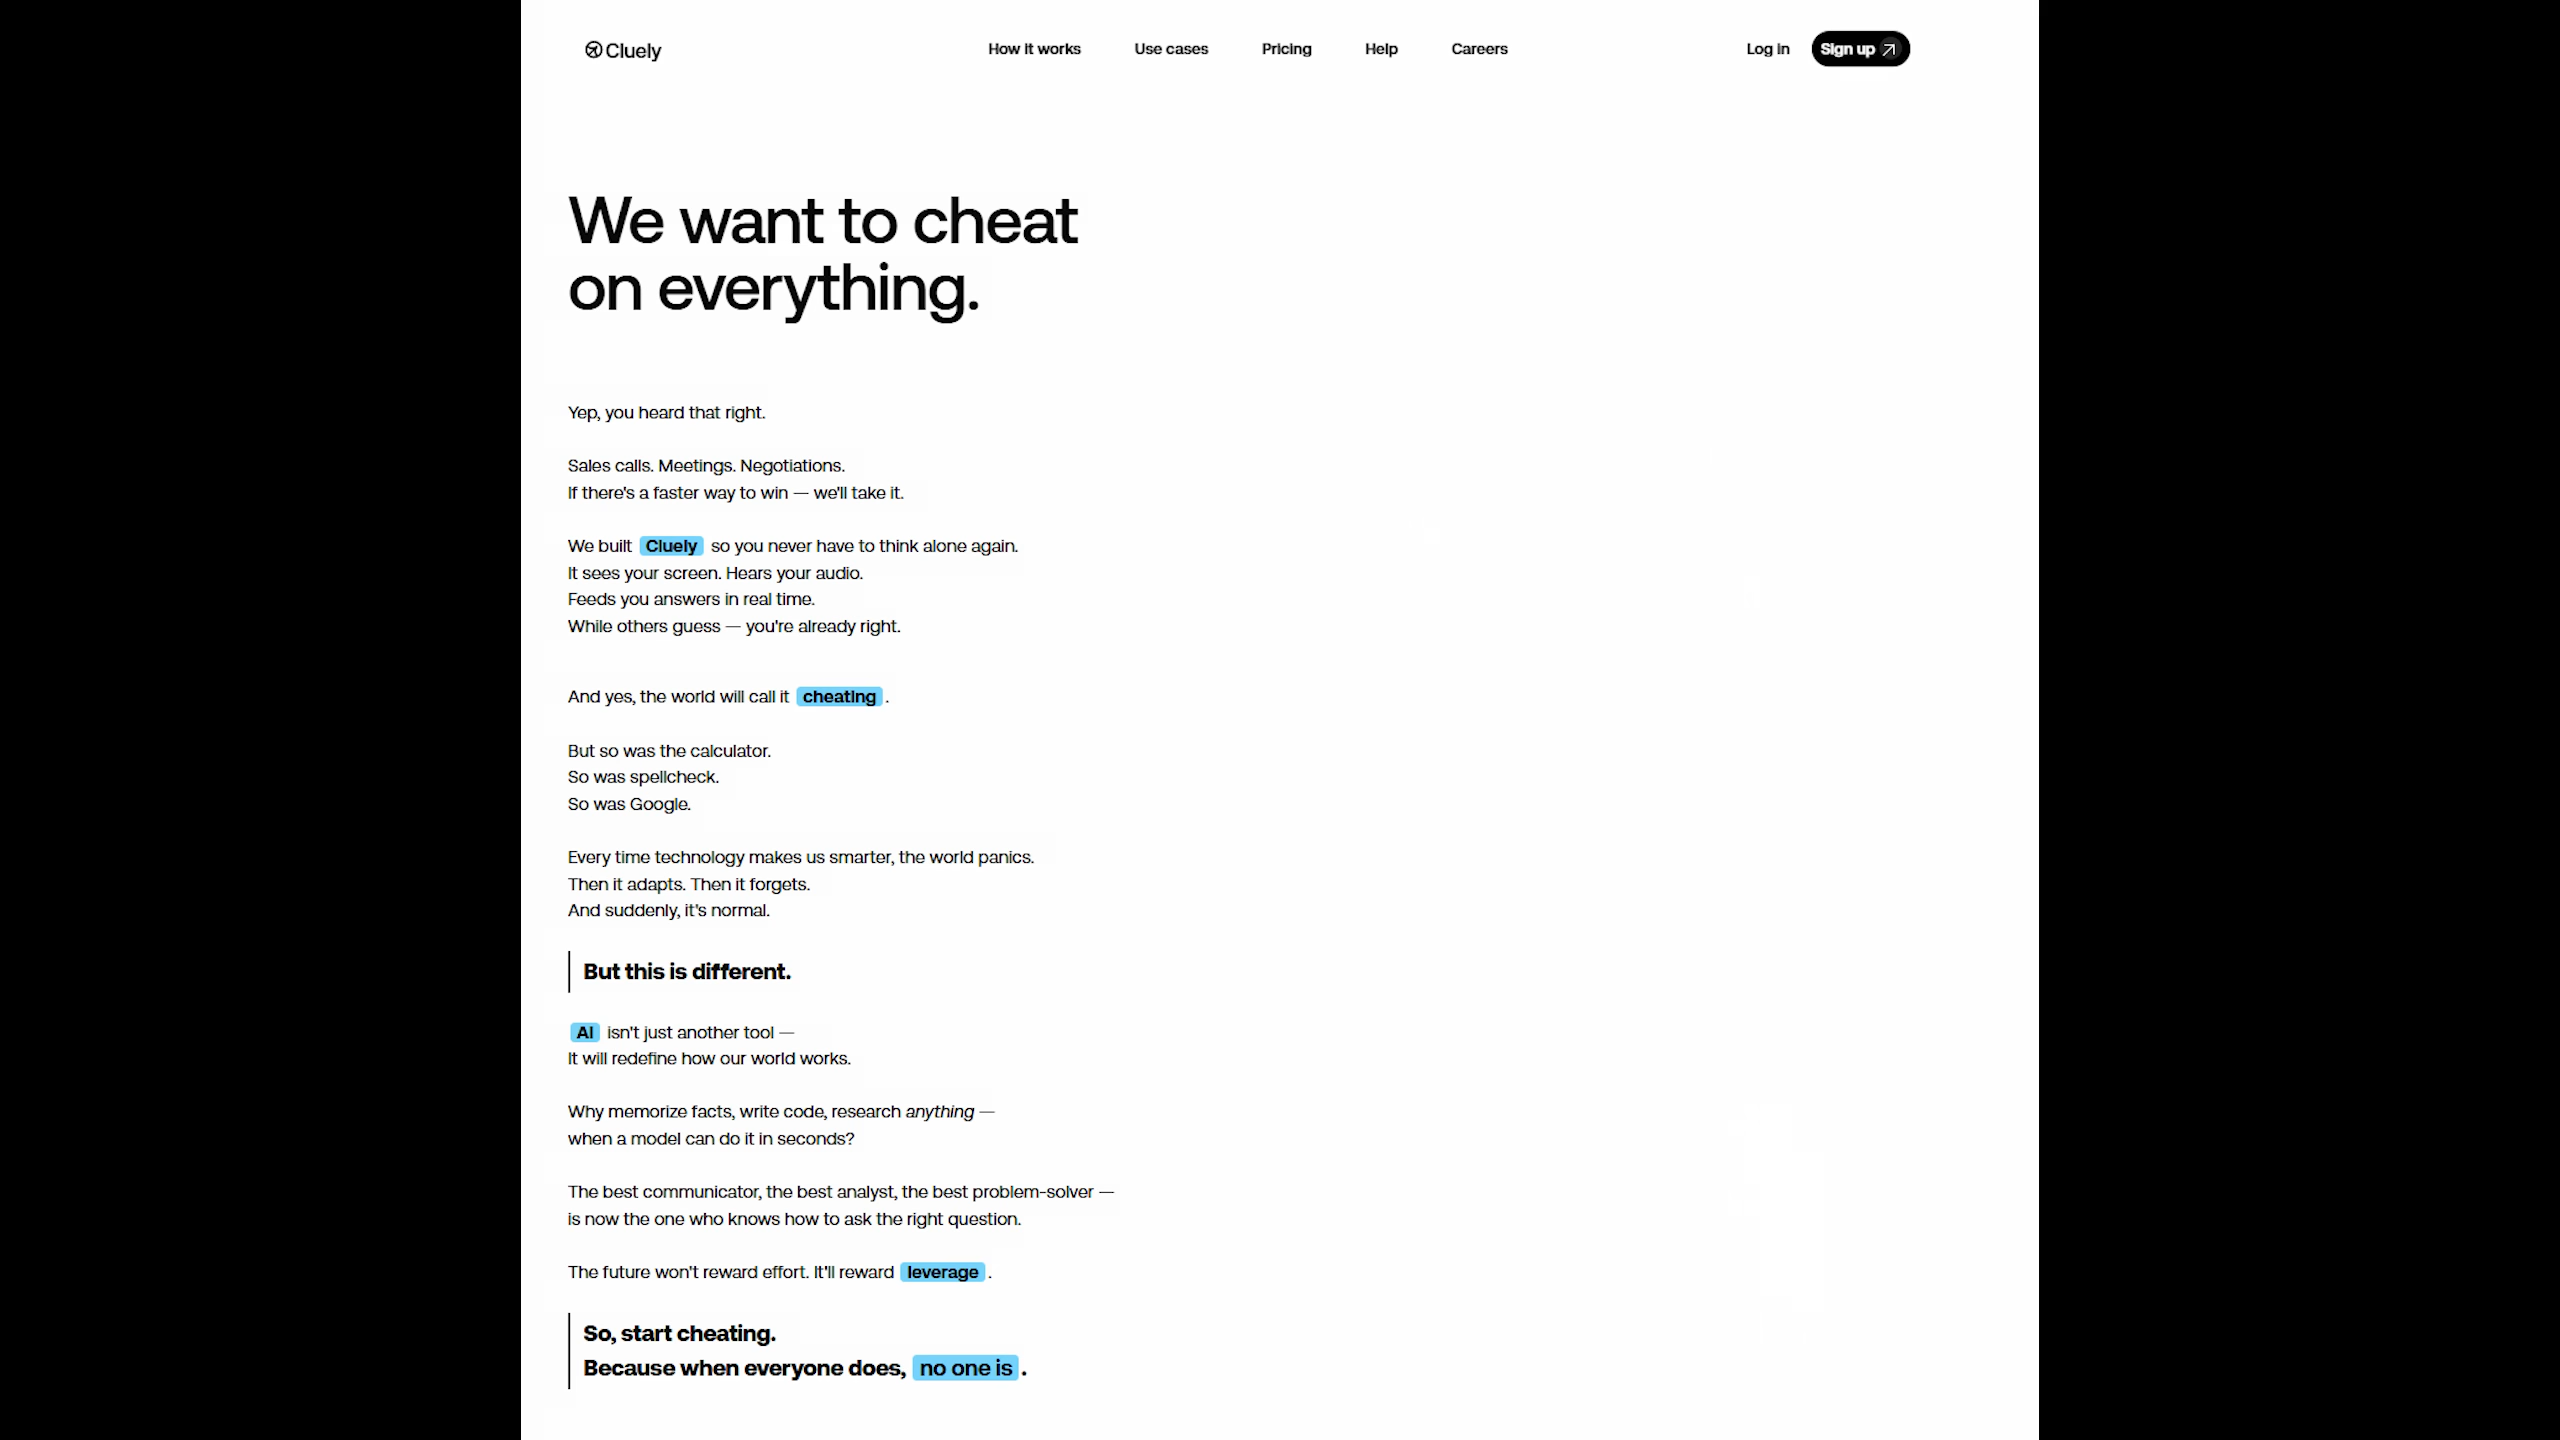 Cluely
How it works
Use cases
Pricing
Help
Careers
Log in
Sign up
We want to cheat
on everything.
Yep, you heard that right.
Sales calls. Meetings. Negotiations.
If there's a faster way to win — we'll take it.
We built Cluely so you never have to think alone again.
It sees your screen. Hears your audio.
Feeds you answers in real time.
While others guess — you're already right.
And yes, the world will call it cheating.
But so was the calculator.
So was spellcheck.
So was Google.
Every time technology makes us smarter, the world panics.
Then it adapts. Then it forgets.
And suddenly, it's normal.
But this is different.
AI isn't just another tool —
It will redefine how our world works.
Why memorize facts, write code, research anything —
when a model can do it in seconds?
The best communicator, the best analyst, the best problem-solver —
is now the one who knows how to ask the right question.
The future won't reward effort. It'll reward leverage.
So, start cheating.
Because when everyone does, no one is.